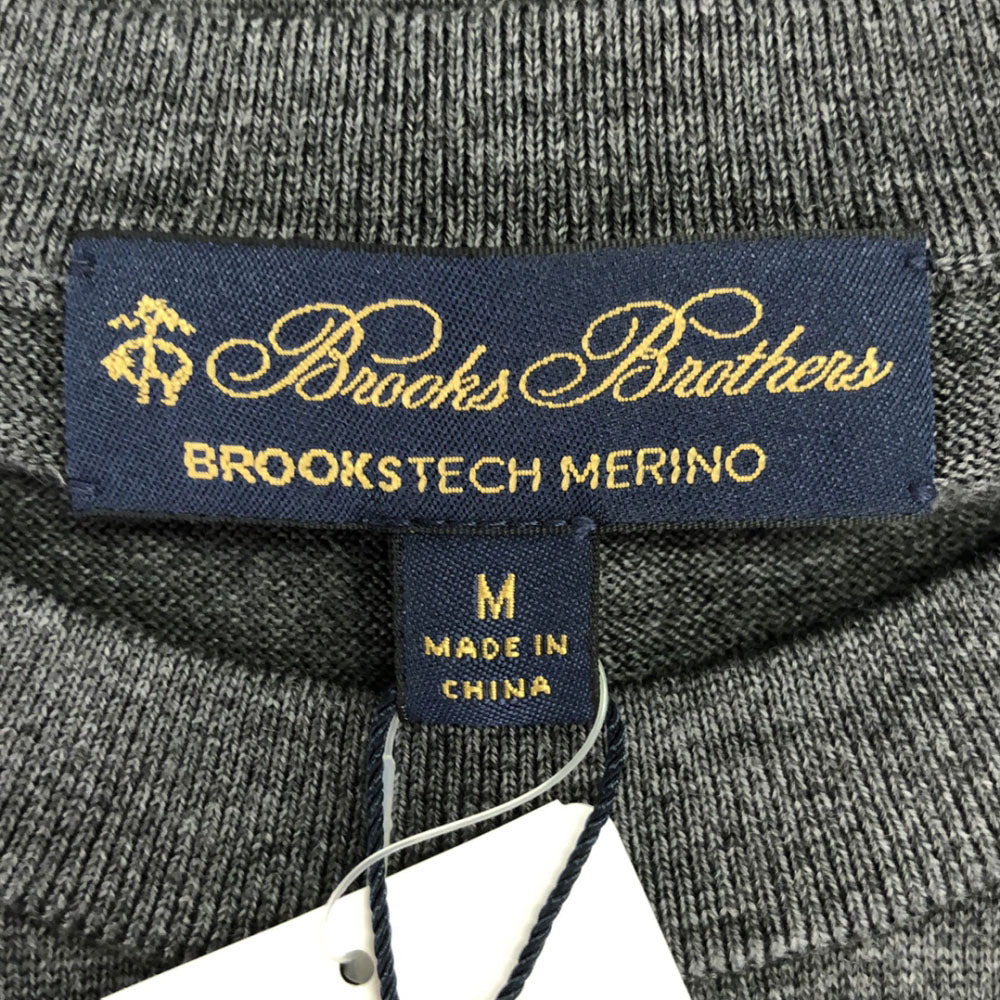 Brooks Brothers
BROOKSTECH MERINO
M
MADE IN
CHINA